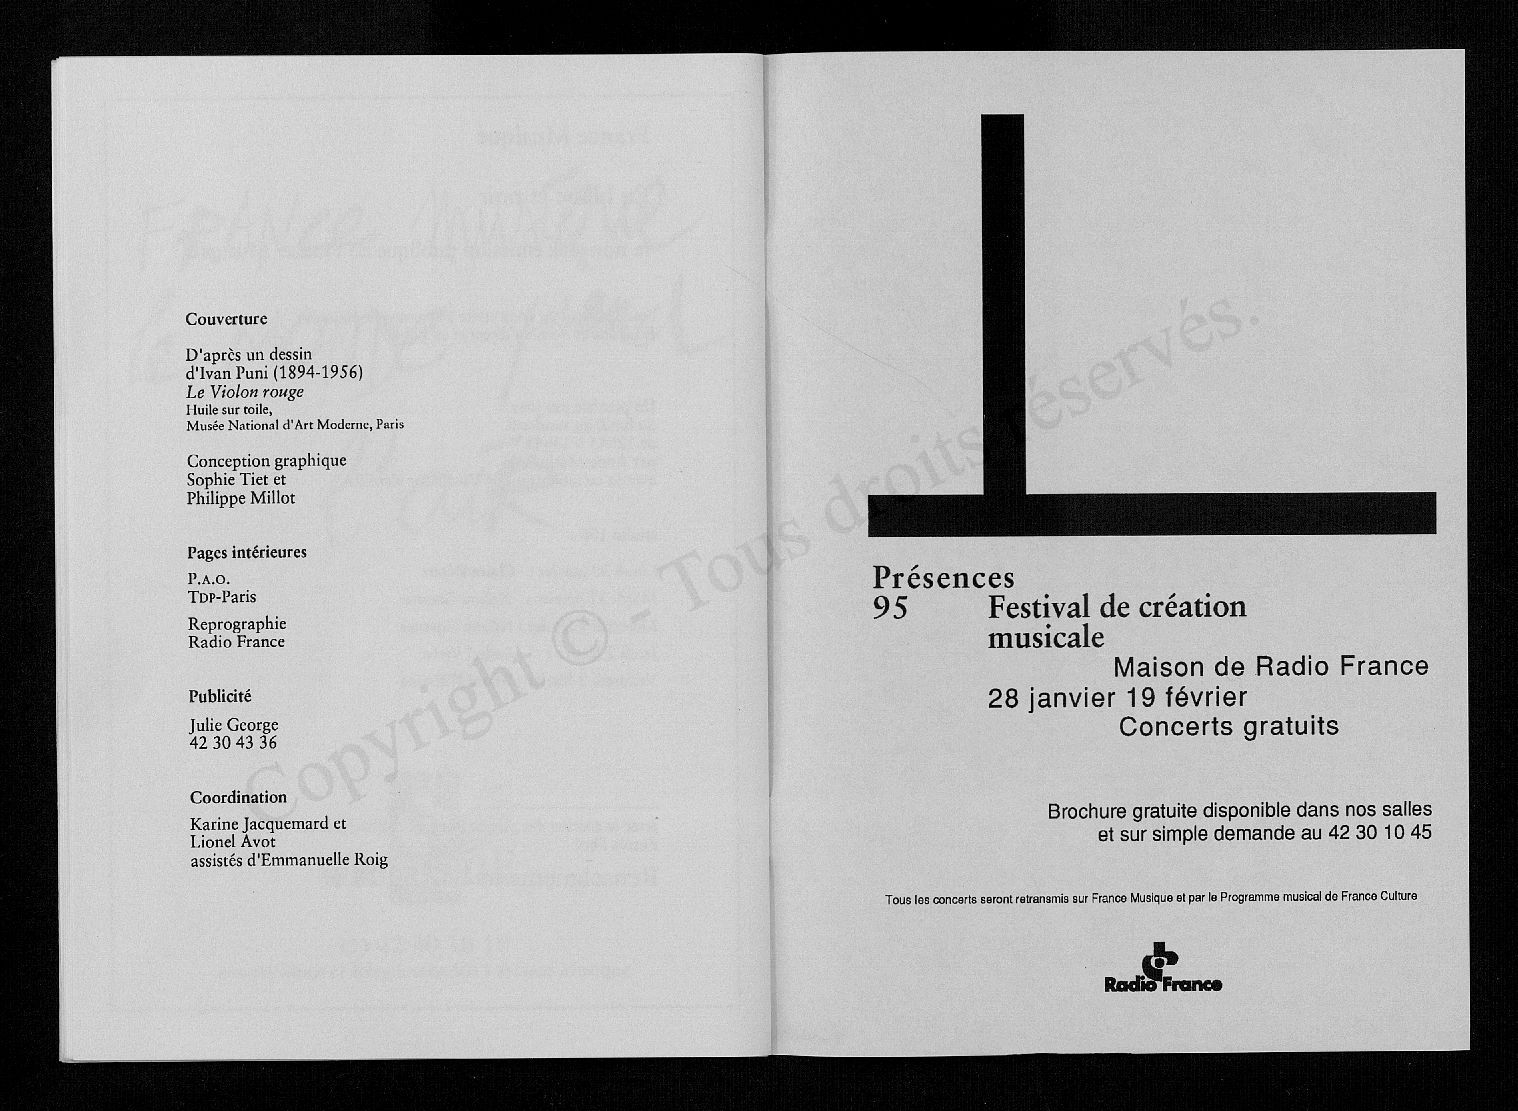 Couverture
D'après un dessin
d'Ivan Puni (1894-1956)
Le Violon rouge
Huile sur toile,
Musée National d'Art Moderne, Paris
Conception graphique
Sophie Tiet et
Philippe Millot
Pages intérieures
P.A.O.
TDP-Paris
Reprographie
Radio France
Publicité
Julie George
42 30 43 36
Coordination
Karine Jacquemard et
Lionel Avot
assistés d'Emmanuelle Roig
Présences
95 Festival de création
musicale
Maison de Radio France
28 janvier 19 février
Concerts gratuits
Brochure gratuite disponible dans nos salles
et sur simple demande au 42 30 10 45
Tous les concerts seront retransmis sur France Musique et par le Programme musical de France Culture
Radio France
Copyright © - Tous droits réservés.